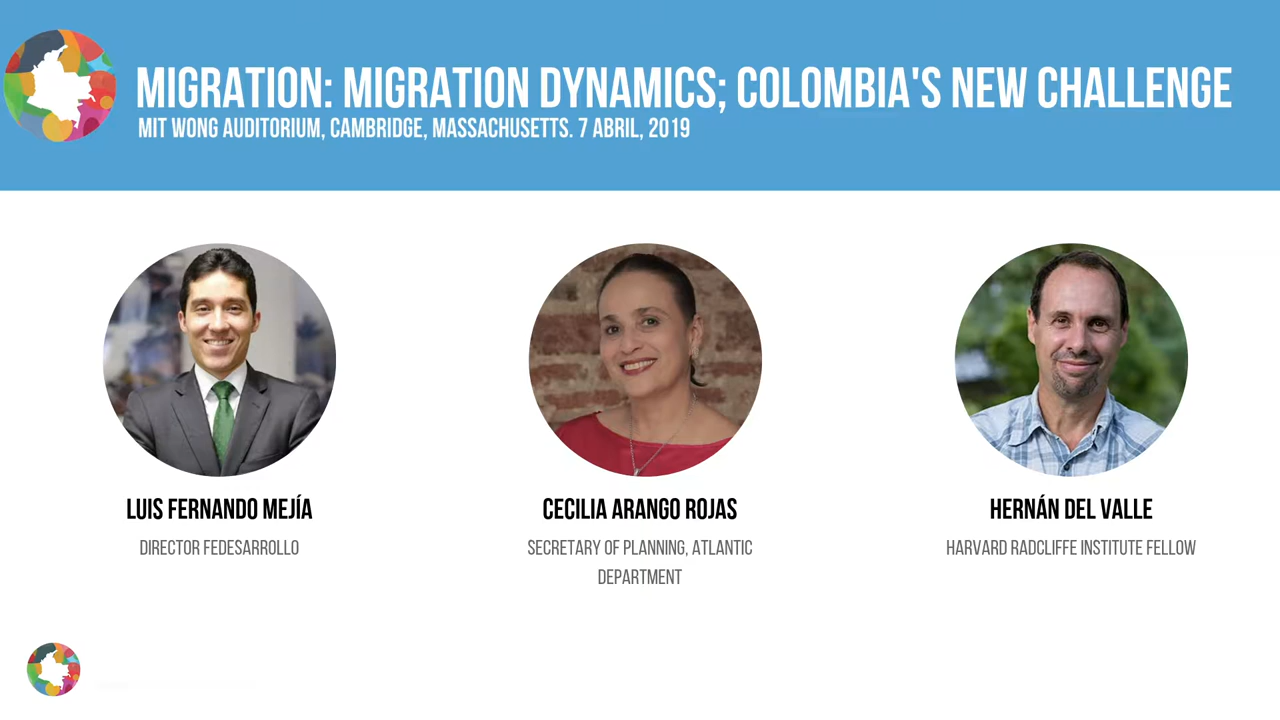 MIGRATION: MIGRATION DYNAMICS; COLOMBIA'S NEW CHALLENGE
MIT WONG AUDITORIUM, CAMBRIDGE, MASSACHUSETTS. 7 ABRIL, 2019
LUIS FERNANDO MEJÍA
DIRECTOR FEDESARROLLO
CECILIA ARANGO ROJAS
SECRETARY OF PLANNING, ATLANTIC
DEPARTMENT
HERNÁN DEL VALLE
HARVARD RADCLIFFE INSTITUTE FELLOW